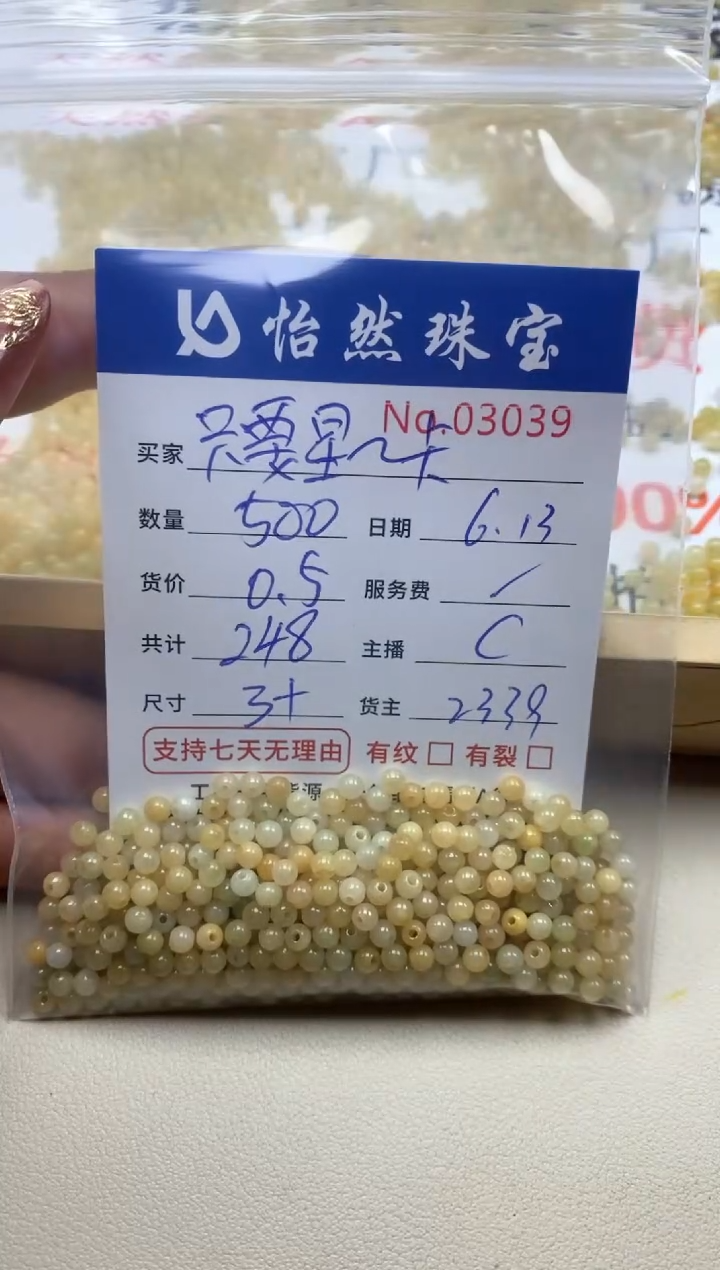 怡然珠宝
No.03039
买家 只要星~卡
数量 500 日期 6.13
货价 0.5 服务费 /
共计 248 主播 C
尺寸 3+ 货主 2339
支持七天无理由 有纹 □ 有裂 □